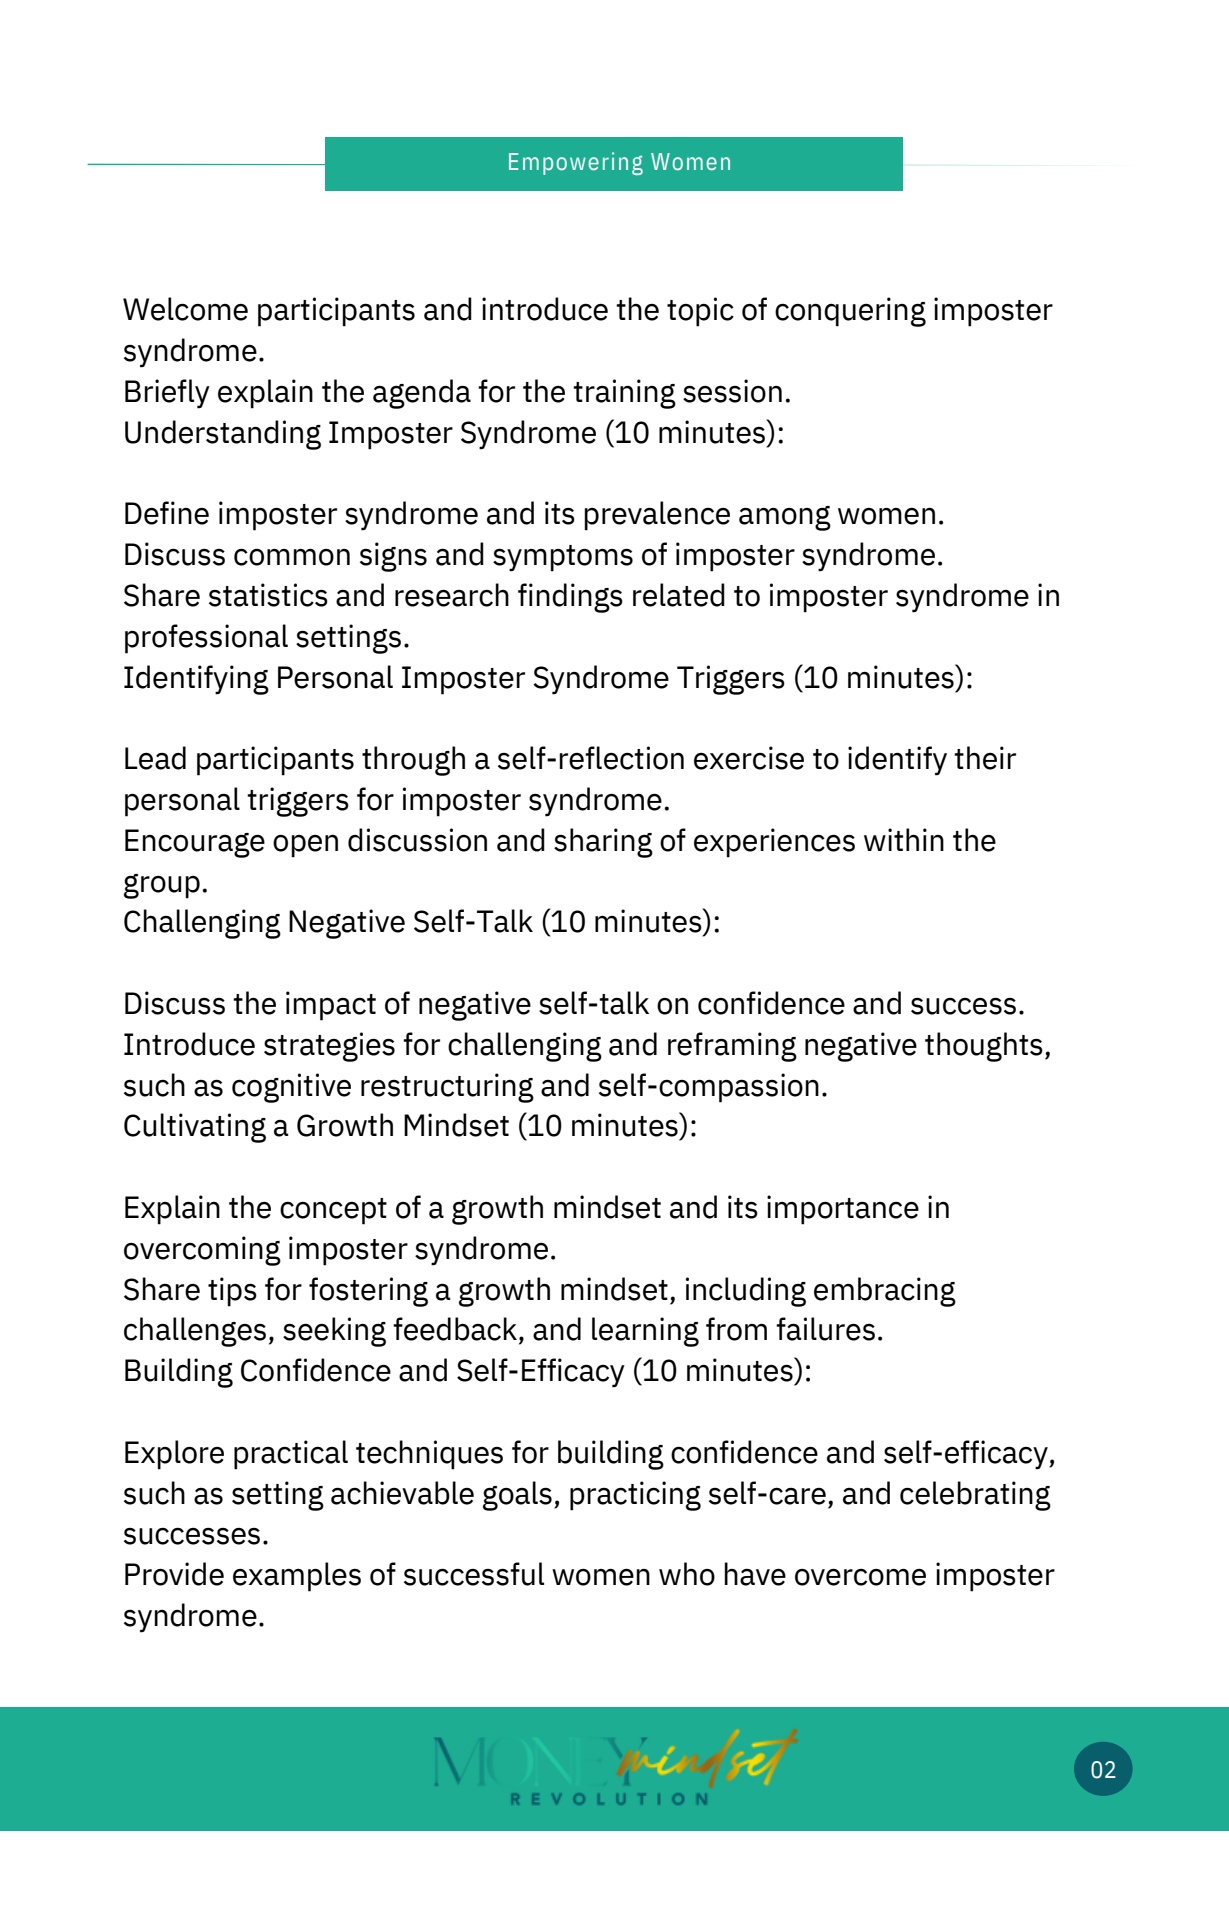 Empowering Women
Welcome participants and introduce the topic of conquering imposter
syndrome.
Briefly explain the agenda for the training session.
Understanding Imposter Syndrome (10 minutes):
Define imposter syndrome and its prevalence among women.
Discuss common signs and symptoms of imposter syndrome.
Share statistics and research findings related to imposter syndrome in
professional settings.
Identifying Personal Imposter Syndrome Triggers (10 minutes):
Lead participants through a self-reflection exercise to identify their
personal triggers for imposter syndrome.
Encourage open discussion and sharing of experiences within the
group.
Challenging Negative Self-Talk (10 minutes):
Discuss the impact of negative self-talk on confidence and success.
Introduce strategies for challenging and reframing negative thoughts,
such as cognitive restructuring and self-compassion.
Cultivating a Growth Mindset (10 minutes):
Explain the concept of a growth mindset and its importance in
overcoming imposter syndrome.
Share tips for fostering a growth mindset, including embracing
challenges, seeking feedback, and learning from failures.
Building Confidence and Self-Efficacy (10 minutes):
Explore practical techniques for building confidence and self-efficacy,
such as setting achievable goals, practicing self-care, and celebrating
successes.
Provide examples of successful women who have overcome imposter
syndrome.
MONEY mindset
REVOLUTION
02